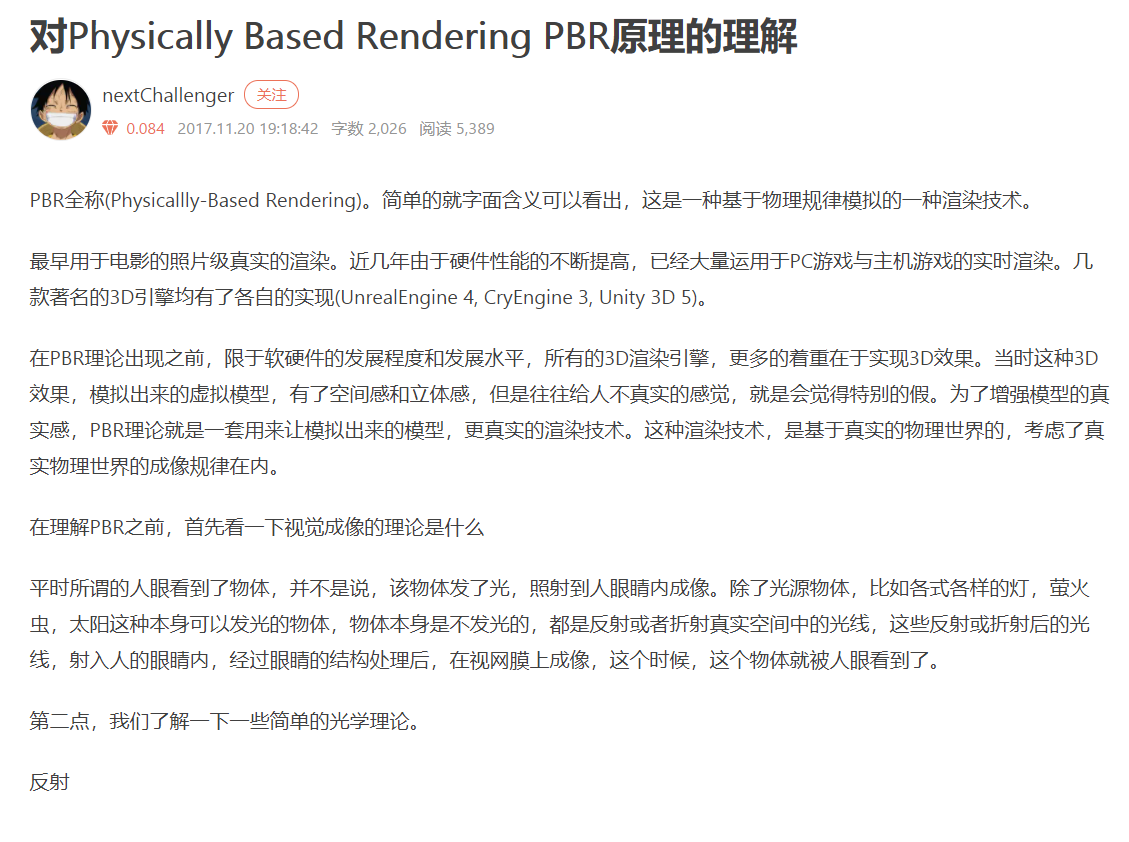 对Physically Based Rendering PBR原理的理解
nextChallenger 关注
0.084 2017.11.20 19:18:42 字数 2,026 阅读 5,389
PBR全称(Physicallly-Based Rendering)。简单的就字面含义可以看出，这是一种基于物理规律模拟的一种渲染技术。
最早用于电影的照片级真实的渲染。近几年由于硬件性能的不断提高，已经大量运用于PC游戏与主机游戏的实时渲染。几
款著名的3D引擎均有了各自的实现(UnrealEngine 4, CryEngine 3, Unity 3D 5)。
在PBR理论出现之前，限于软硬件的发展程度和发展水平，所有的3D渲染引擎，更多的着重在于实现3D效果。当时这种3D
效果，模拟出来的虚拟模型，有了空间感和立体感，但是往往给人不真实的感觉，就是会觉得特别的假。为了增强模型的真
实感，PBR理论就是一套用来让模拟出来的模型，更真实的渲染技术。这种渲染技术，是基于真实的物理世界的，考虑了真
实物理世界的成像规律在内。
在理解PBR之前，首先看一下视觉成像的理论是什么
平时所谓的人眼看到了物体，并不是说，该物体发了光，照射到人眼睛内成像。除了光源物体，比如各式各样的灯，萤火
虫，太阳这种本身可以发光的物体，物体本身是不发光的，都是反射或者折射真实空间中的光线，这些反射或折射后的光
线，射入人的眼睛内，经过眼睛的结构处理后，在视网膜上成像，这个时候，这个物体就被人眼看到了。
第二点，我们了解一下一些简单的光学理论。
反射